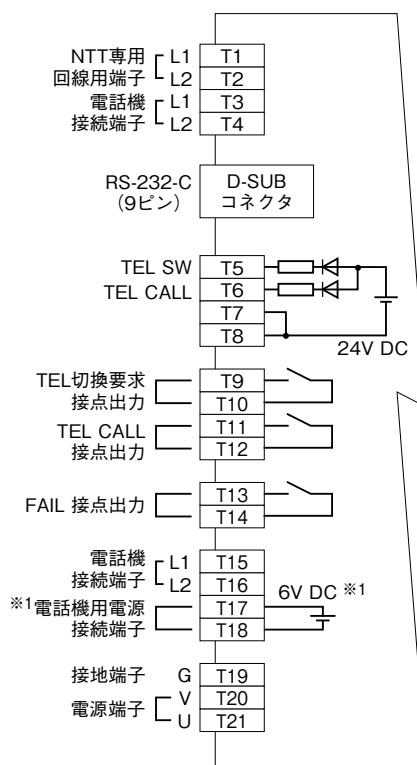 NTT専用 L1 T1
回線用端子 L2 T2
電話機 L1 T3
接続端子 L2 T4
RS-232-C D-SUB
(9ピン) コネクタ
TEL SW T5
TEL CALL T6
T7
T8
24V DC
TEL切換要求 T9
接点出力 T10
TEL CALL T11
接点出力 T12
FAIL 接点出力 T13
T14
電話機 L1 T15
接続端子 L2 T16
※1電話機用電源 T17 6V DC ※1
接続端子 T18
接地端子 G T19
電源端子 V T20
U T21